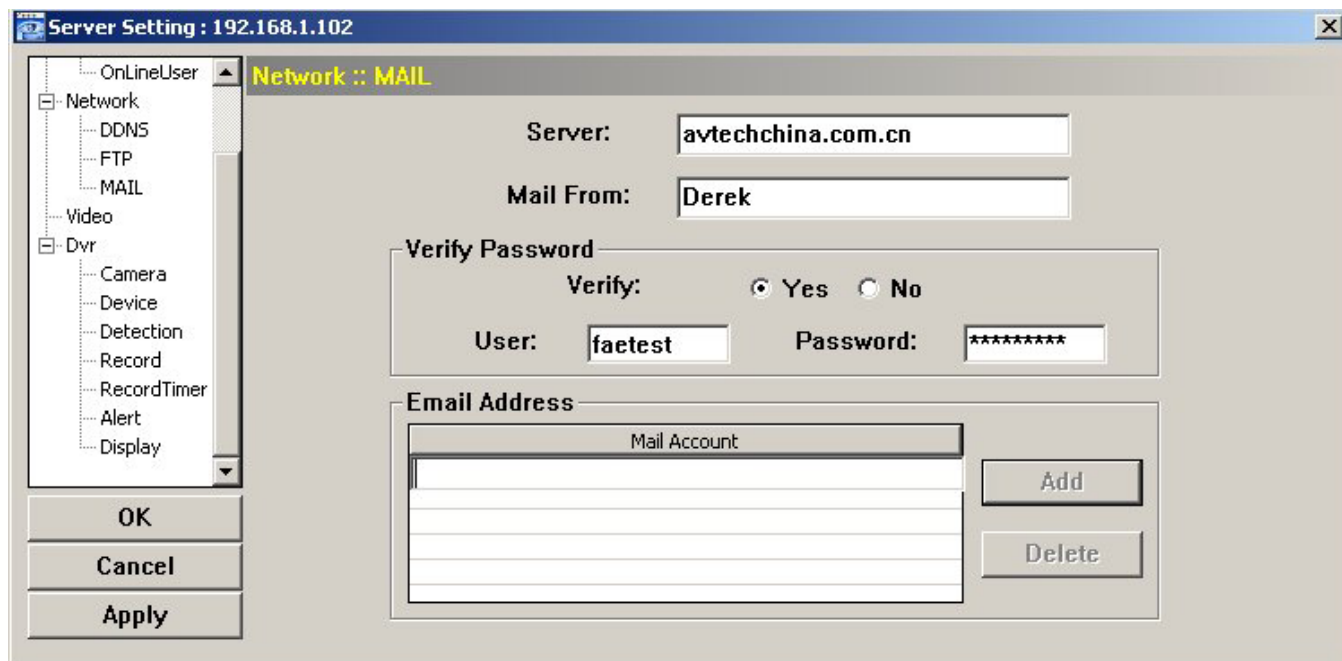 Server Setting : 192.168.1.102
OnLineUser
Network
DDNS
FTP
MAIL
Video
Dvr
Camera
Device
Detection
Record
RecordTimer
Alert
Display
OK
Cancel
Apply
Network :: MAIL
Server: avtechchina.com.cn
Mail From: Derek
Verify Password
Verify: Yes No
User: faetest Password: *********
Email Address
Mail Account
Add
Delete